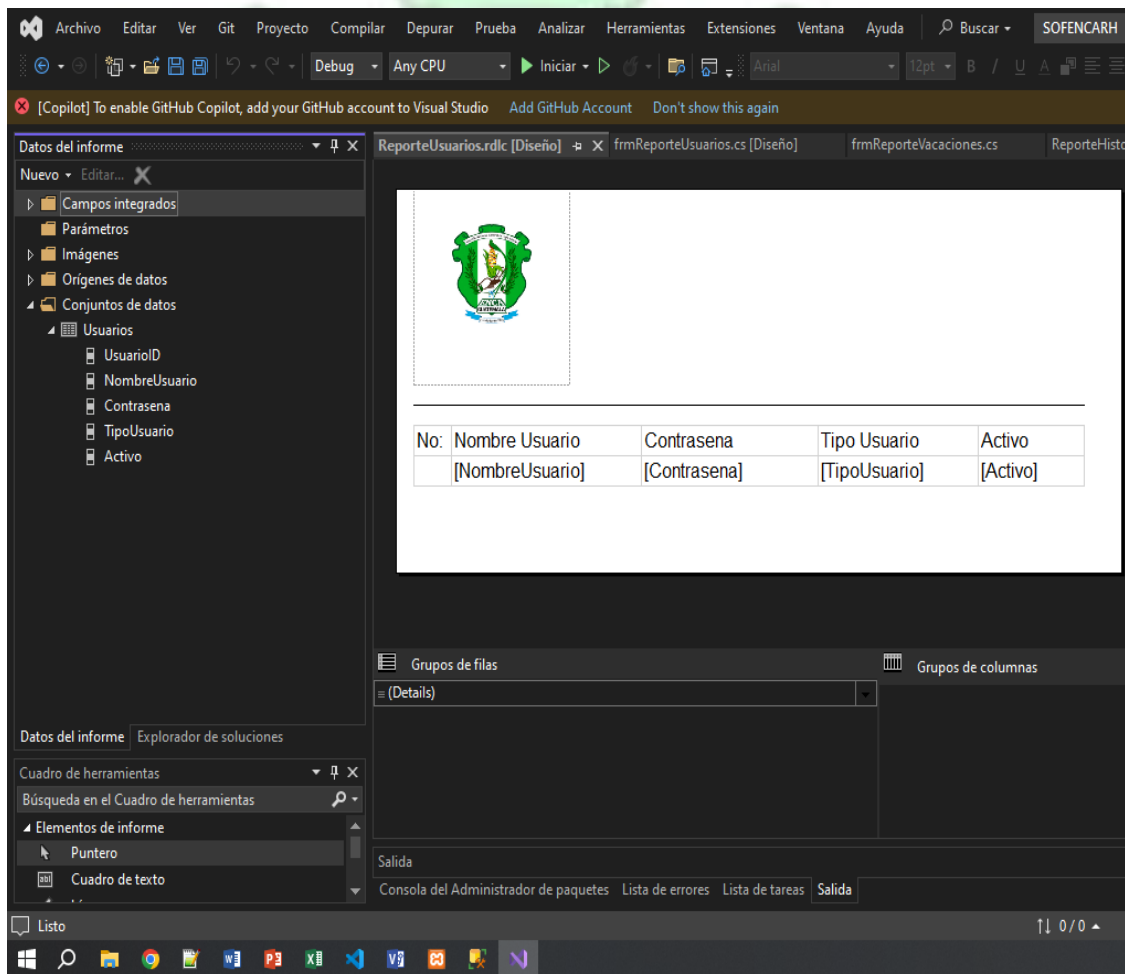 Archivo Editar Ver Git Proyecto Compilar Depurar Prueba Analizar Herramientas Extensiones Ventana Ayuda Buscar SOFENCARH
Debug Any CPU Iniciar Arial 12pt B I U A
[Copilot] To enable GitHub Copilot, add your GitHub account to Visual Studio Add GitHub Account Don't show this again
Datos del informe
ReporteUsuarios.rdlc [Diseño] frmReporteUsuarios.cs [Diseño] frmReporteVacaciones.cs ReporteHisto
Nuevo Editar...
Campos integrados
Parámetros
Imágenes
Orígenes de datos
Conjuntos de datos
Usuarios
UsuarioID
NombreUsuario
Contrasena
TipoUsuario
Activo
No: Nombre Usuario Contrasena Tipo Usuario Activo
[NombreUsuario] [Contrasena] [TipoUsuario] [Activo]
Grupos de filas Grupos de columnas
(Details)
Datos del informe Explorador de soluciones
Cuadro de herramientas
Búsqueda en el Cuadro de herramientas
Elementos de informe
Puntero
abl Cuadro de texto
Salida
Consola del Administrador de paquetes Lista de errores Lista de tareas Salida
Listo 0 / 0